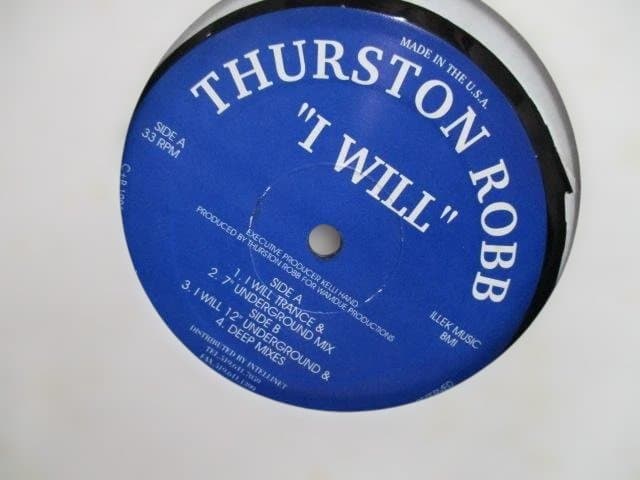 MADE IN THE U.S.A.
THURSTON ROBB
"I WILL"
SIDE A
33 RPM
EXECUTIVE PRODUCER KELLI HAND
PRODUCED BY THURSTON ROBB FOR WAMDUE PRODUCTIONS
SIDE A
1. I WILL TRANCE &
2. 7" UNDERGROUND MIX
SIDE B
3. I WILL 12" UNDERGROUND &
4. DEEP MIXES
ILLEK MUSIC
BMI
DISTRIBUTED BY INTELLINET